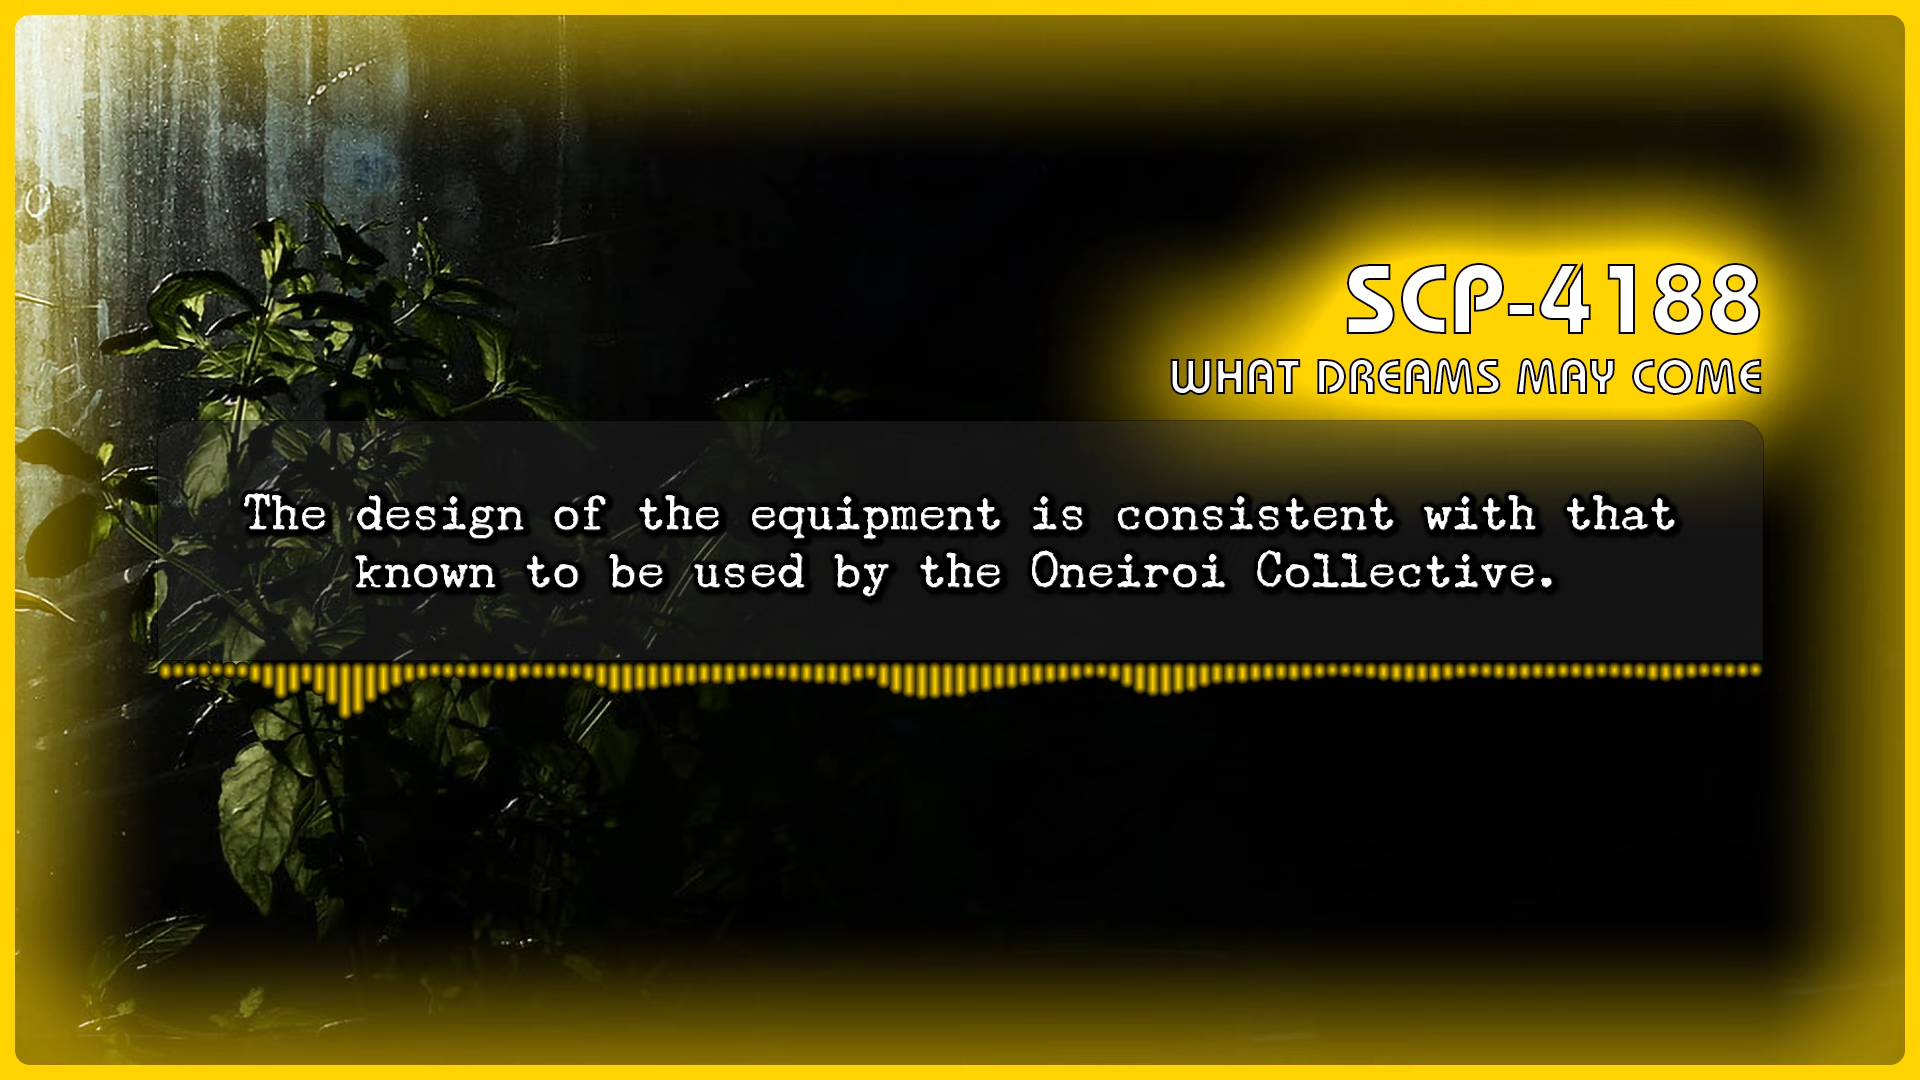 SCP-4188
WHAT DREAMS MAY COME
The design of the equipment is consistent with that
known to be used by the Oneiroi Collective.